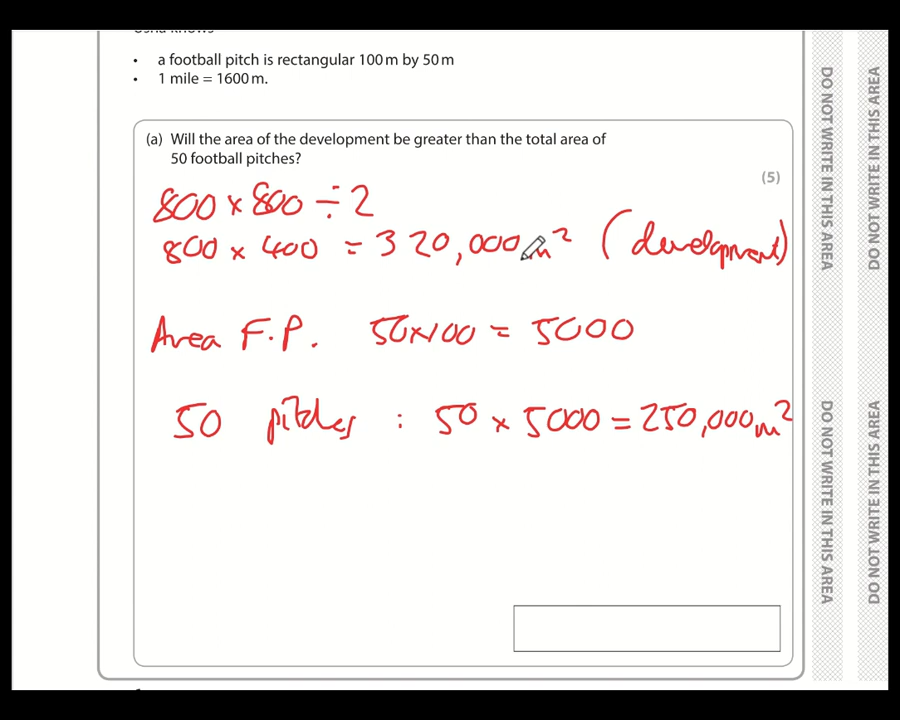 • a football pitch is rectangular 100 m by 50 m
• 1 mile = 1600 m.
(a) Will the area of the development be greater than the total area of
50 football pitches?
(5)
800 x 800 ÷ 2
800 x 400 = 320,000 m² (development)
Area F.P. 50x100 = 5000
50 pitches : 50 x 5000 = 250,000 m²
DO NOT WRITE IN THIS AREA
DO NOT WRITE IN THIS AREA
DO NOT WRITE IN THIS AREA
DO NOT WRITE IN THIS AREA